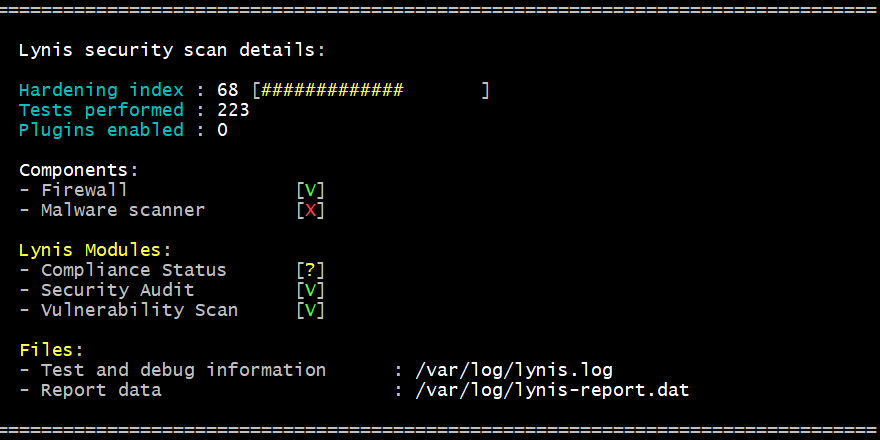 ================================================================================
Lynis security scan details:
Hardening index : 68 [#############       ]
Tests performed : 223
Plugins enabled : 0
Components:
- Firewall               [V]
- Malware scanner        [X]
Lynis Modules:
- Compliance Status      [?]
- Security Audit         [V]
- Vulnerability Scan     [V]
Files:
- Test and debug information      : /var/log/lynis.log
- Report data                     : /var/log/lynis-report.dat
================================================================================